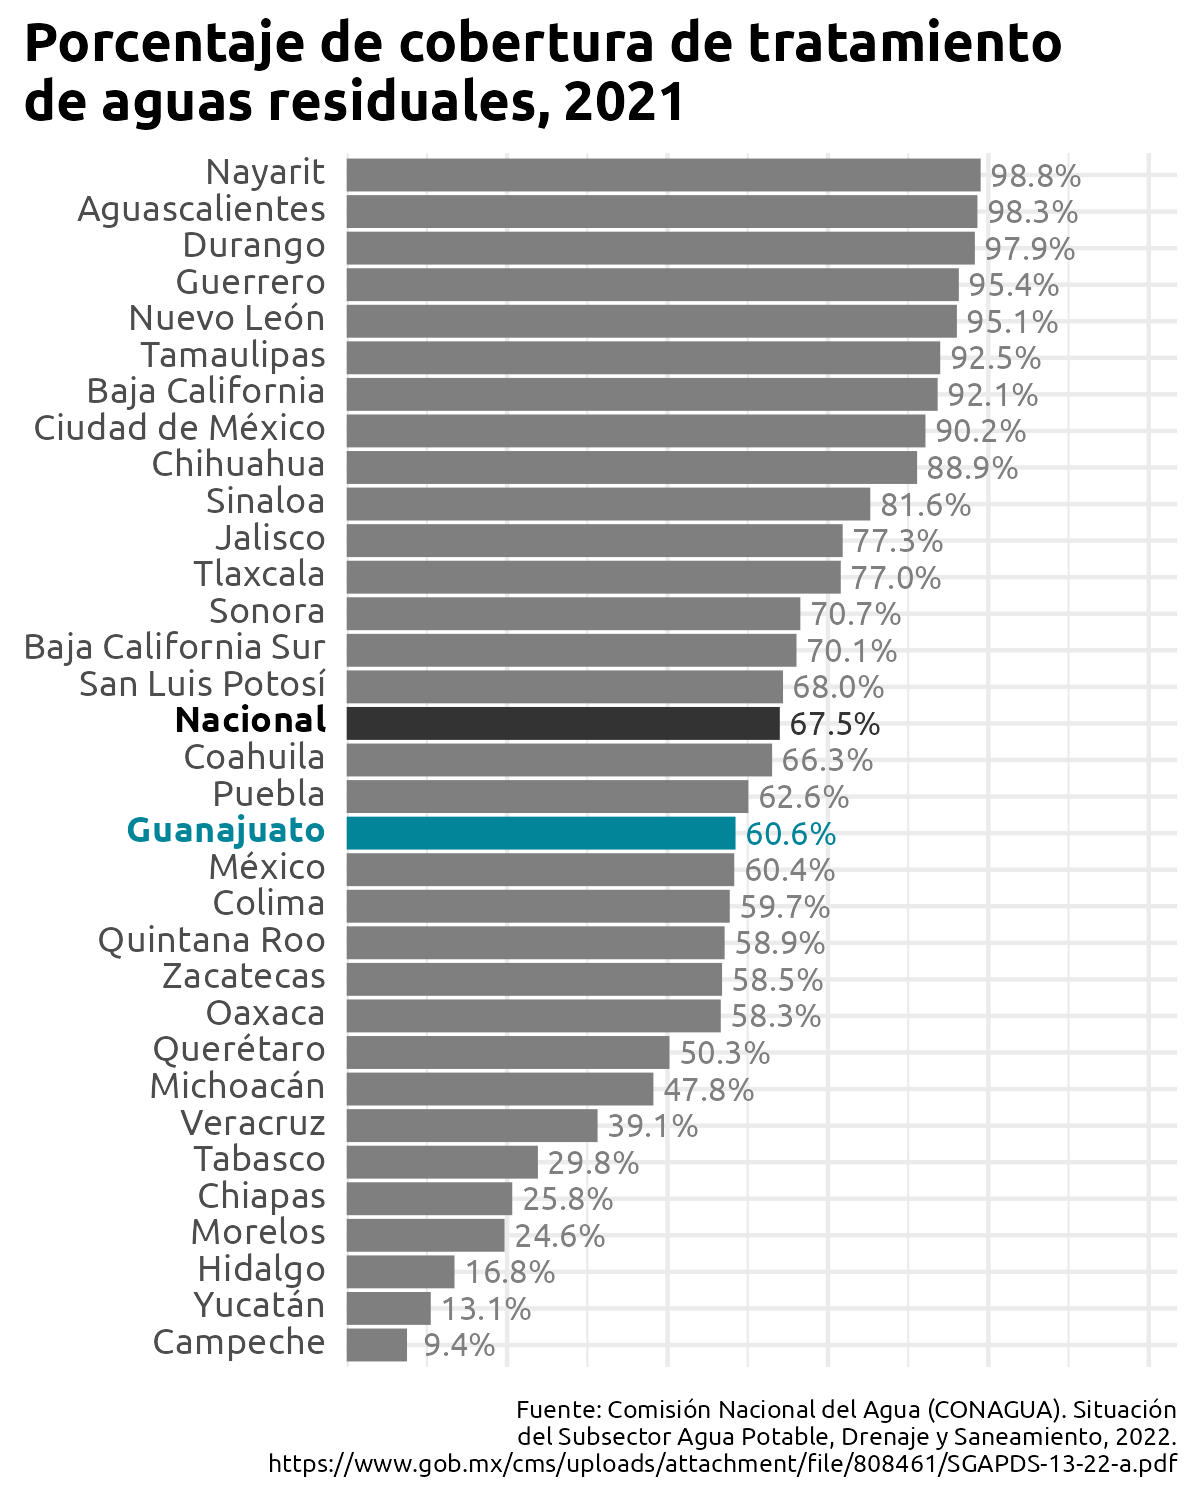 Porcentaje de cobertura de tratamiento
de aguas residuales, 2021
Nayarit 98.8%
Aguascalientes 98.3%
Durango 97.9%
Guerrero 95.4%
Nuevo León 95.1%
Tamaulipas 92.5%
Baja California 92.1%
Ciudad de México 90.2%
Chihuahua 88.9%
Sinaloa 81.6%
Jalisco 77.3%
Tlaxcala 77.0%
Sonora 70.7%
Baja California Sur 70.1%
San Luis Potosí 68.0%
Nacional 67.5%
Coahuila 66.3%
Puebla 62.6%
Guanajuato 60.6%
México 60.4%
Colima 59.7%
Quintana Roo 58.9%
Zacatecas 58.5%
Oaxaca 58.3%
Querétaro 50.3%
Michoacán 47.8%
Veracruz 39.1%
Tabasco 29.8%
Chiapas 25.8%
Morelos 24.6%
Hidalgo 16.8%
Yucatán 13.1%
Campeche 9.4%
Fuente: Comisión Nacional del Agua (CONAGUA). Situación
del Subsector Agua Potable, Drenaje y Saneamiento, 2022.
https://www.gob.mx/cms/uploads/attachment/file/808461/SGAPDS-13-22-a.pdf